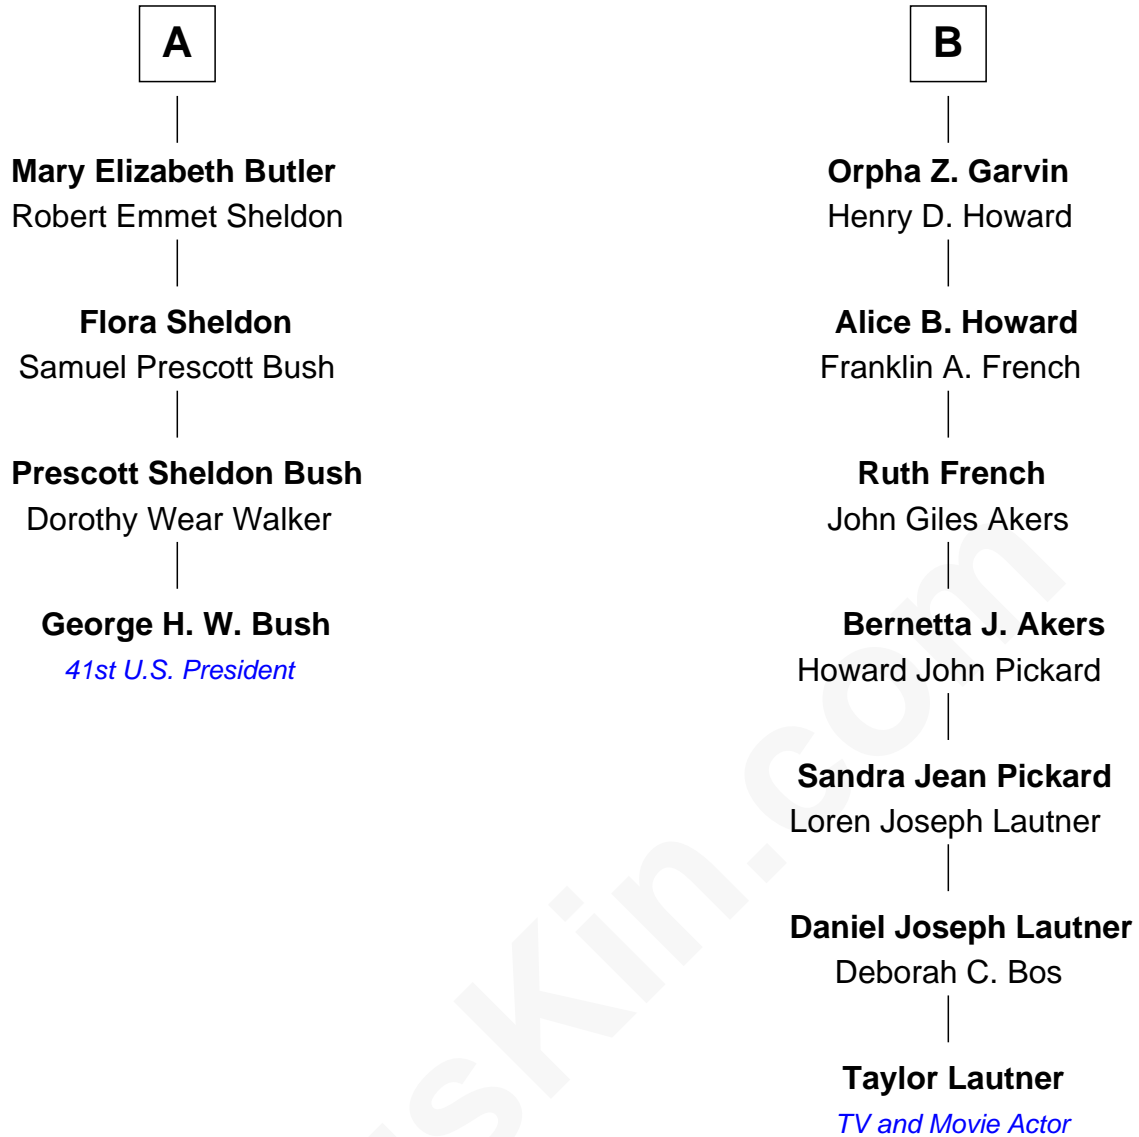 A
Mary Elizabeth Butler
Robert Emmet Sheldon
Flora Sheldon
Samuel Prescott Bush
Prescott Sheldon Bush
Dorothy Wear Walker
George H. W. Bush
41st U.S. President
B
Orpha Z. Garvin
Henry D. Howard
Alice B. Howard
Franklin A. French
Ruth French
John Giles Akers
Bernetta J. Akers
Howard John Pickard
Sandra Jean Pickard
Loren Joseph Lautner
Daniel Joseph Lautner
Deborah C. Bos
Taylor Lautner
TV and Movie Actor
sKin.com